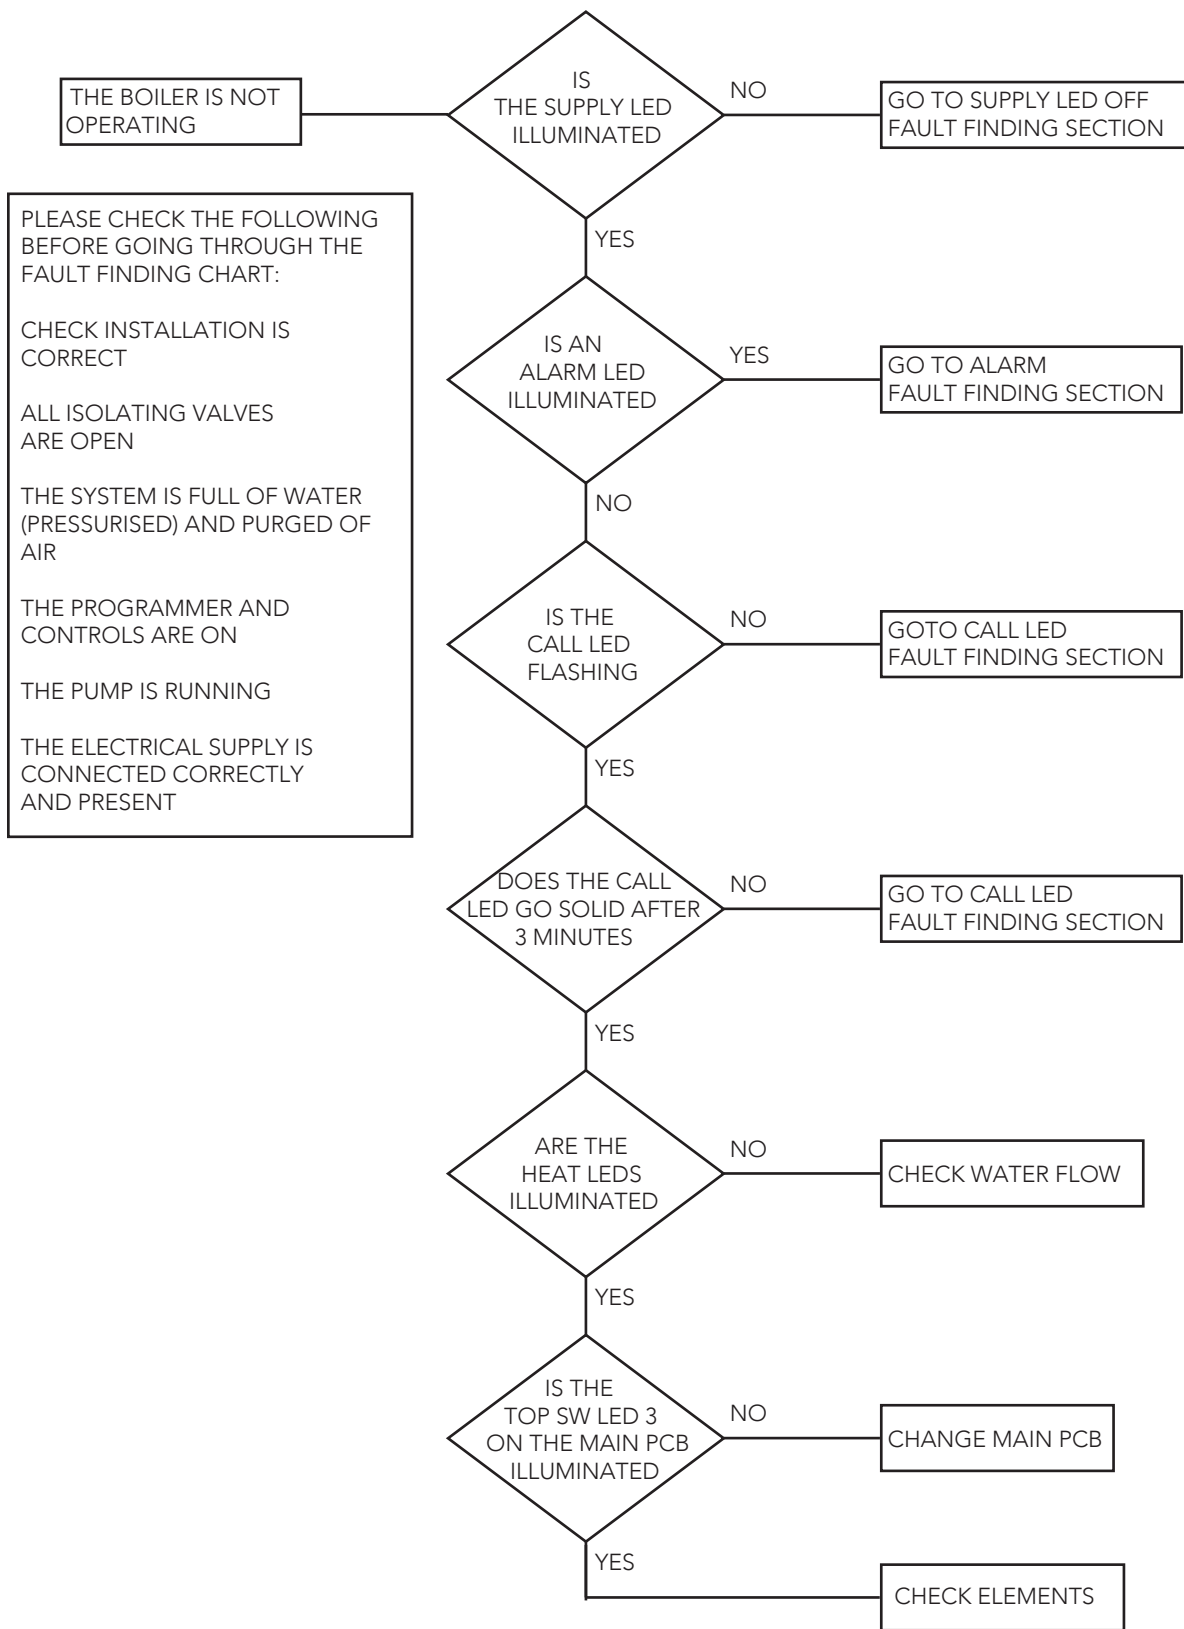 THE BOILER IS NOT
OPERATING
IS
THE SUPPLY LED
ILLUMINATED
NO
GO TO SUPPLY LED OFF
FAULT FINDING SECTION
PLEASE CHECK THE FOLLOWING
BEFORE GOING THROUGH THE
FAULT FINDING CHART:
CHECK INSTALLATION IS
CORRECT
ALL ISOLATING VALVES
ARE OPEN
THE SYSTEM IS FULL OF WATER
(PRESSURISED) AND PURGED OF
AIR
THE PROGRAMMER AND
CONTROLS ARE ON
THE PUMP IS RUNNING
THE ELECTRICAL SUPPLY IS
CONNECTED CORRECTLY
AND PRESENT
YES
IS AN
ALARM LED
ILLUMINATED
YES
GO TO ALARM
FAULT FINDING SECTION
NO
IS THE
CALL LED
FLASHING
NO
GOTO CALL LED
FAULT FINDING SECTION
YES
DOES THE CALL
LED GO SOLID AFTER
3 MINUTES
NO
GO TO CALL LED
FAULT FINDING SECTION
YES
ARE THE
HEAT LEDS
ILLUMINATED
NO
CHECK WATER FLOW
YES
IS THE
TOP SW LED 3
ON THE MAIN PCB
ILLUMINATED
NO
CHANGE MAIN PCB
YES
CHECK ELEMENTS